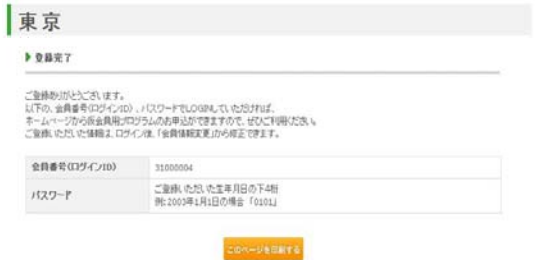 東京
登録完了
ご登録ありがとうございます。
以下の、会員番号(ログインID)、パスワードでLOGINしていただければ、
ホームページから仮会員用プログラムのお申込ができますので、ぜひご利用ください。
ご登録いただいた情報は、ログイン後、「会員情報変更」から修正できます。
会員番号(ログインID) 31000004
パスワード ご登録いただいた生年月日の下4桁
例:2003年1月1日の場合 「0101」
このページを印刷する